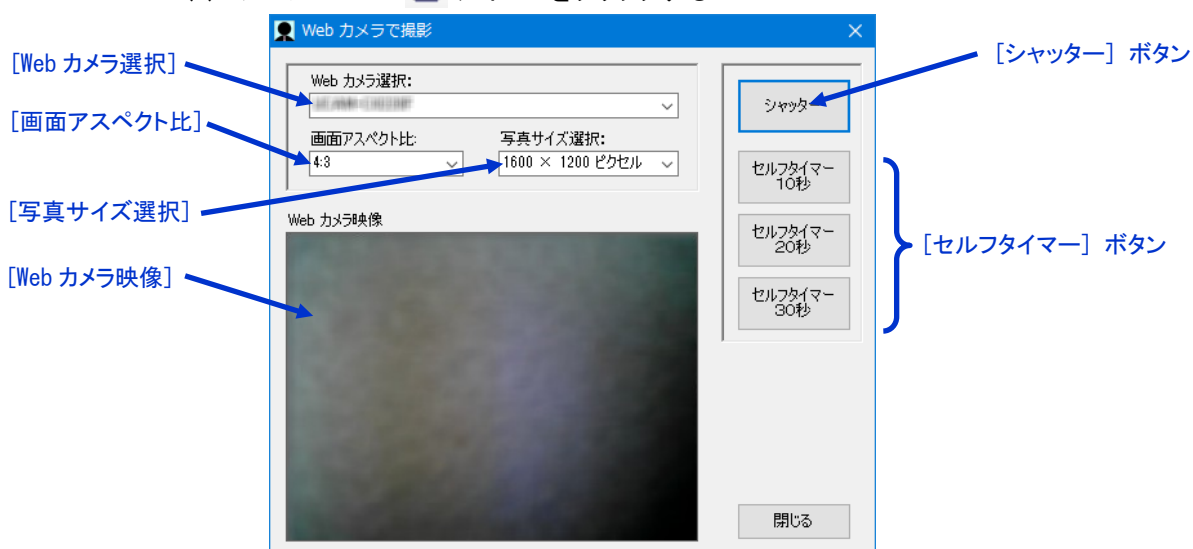 Web カメラで撮影
[Web カメラ選択]
Web カメラ選択:
[シャッター] ボタン
シャッター
[画面アスペクト比]
画面アスペクト比:
写真サイズ選択:
4:3
1600 × 1200 ピクセル
セルフタイマー
10秒
[写真サイズ選択]
Web カメラ映像
セルフタイマー
20秒
[セルフタイマー] ボタン
[Web カメラ映像]
セルフタイマー
30秒
閉じる